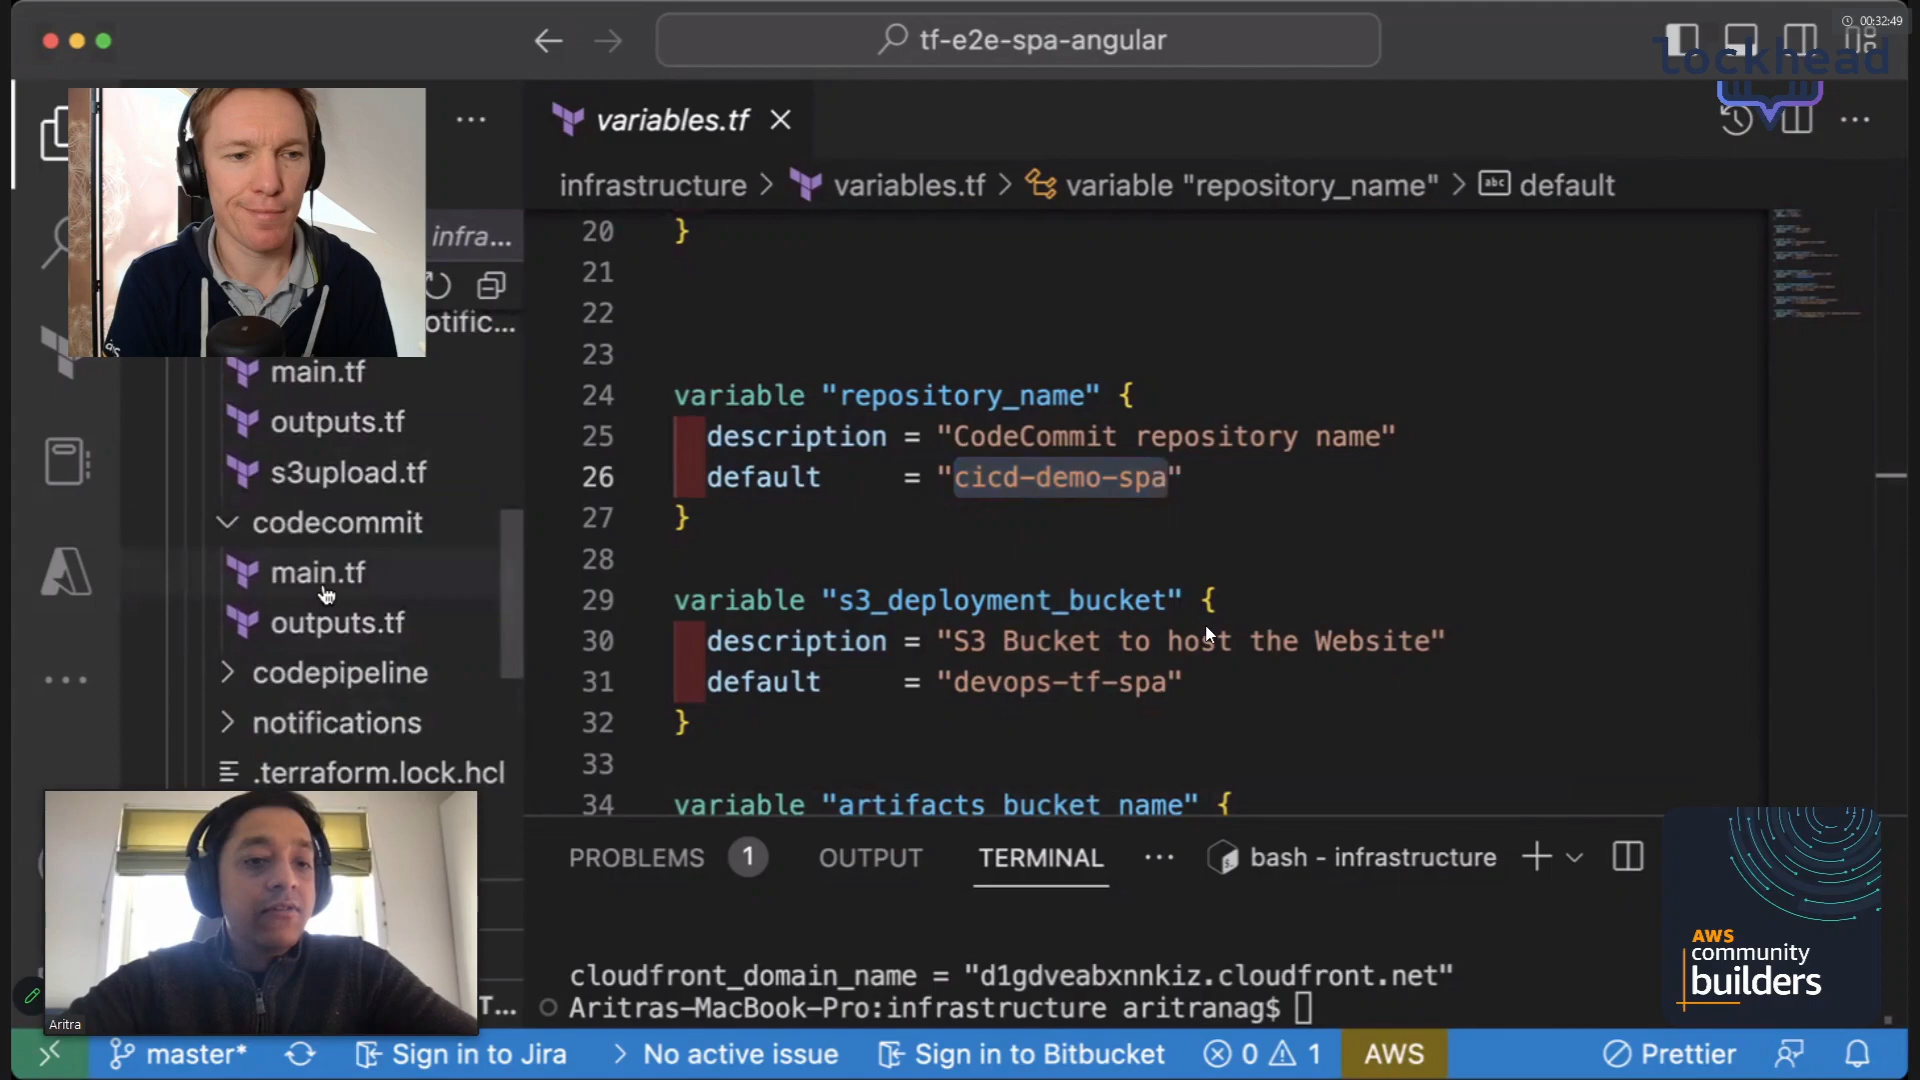 tf-e2e-spa-angular
00:32:49
lockhead
variables.tf
infrastructure > variables.tf > variable "repository_name" > abc default
infra...
otific...
main.tf
outputs.tf
s3upload.tf
codecommit
main.tf
outputs.tf
codepipeline
notifications
.terraform.lock.hcl
T...
20 }
21
22
23
24 variable "repository_name" {
25 description = "CodeCommit repository name"
26 default = "cicd-demo-spa"
27 }
28
29 variable "s3_deployment_bucket" {
30 description = "S3 Bucket to host the Website"
31 default = "devops-tf-spa"
32 }
33
34 variable "artifacts_bucket_name" {
PROBLEMS 1 OUTPUT TERMINAL ... bash - infrastructure
cloudfront_domain_name = "d1gdveabxnnkiz.cloudfront.net"
Aritras-MacBook-Pro:infrastructure aritranag$
Aritra
AWS
community
builders
master* Sign in to Jira > No active issue Sign in to Bitbucket 0 1 AWS Prettier